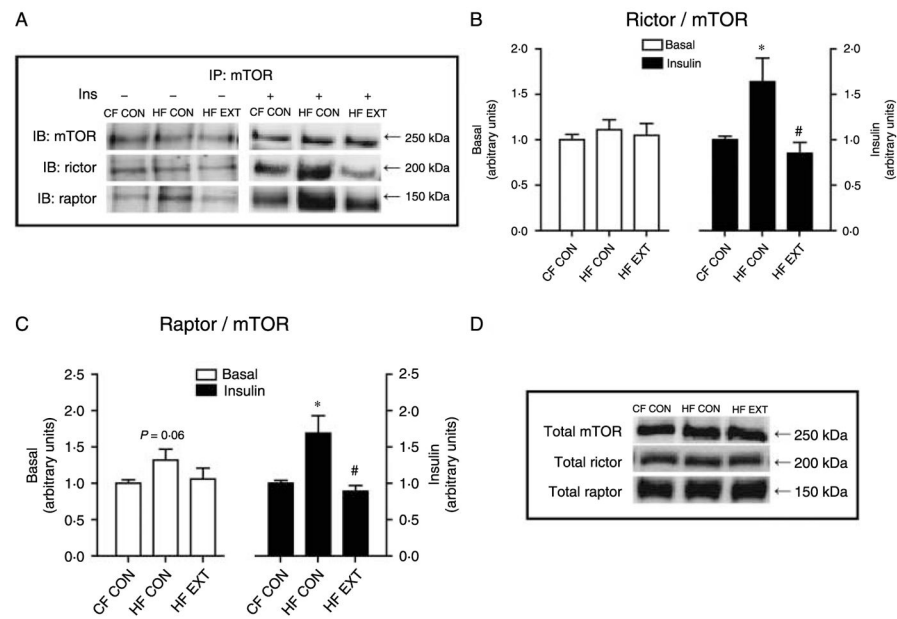 A
IP: mTOR
Ins – – – + + +
CF CON HF CON HF EXT CF CON HF CON HF EXT
IB: mTOR ← 250 kDa
IB: rictor ← 200 kDa
IB: raptor ← 150 kDa
B
Rictor / mTOR
Basal
Insulin
2·0
1·5
1·0
0·5
0·0
Basal
(arbitrary units)
*
#
2·0
1·5
1·0
0·5
0·0
Insulin
(arbitrary units)
CF CON
HF CON
HF EXT
CF CON
HF CON
HF EXT
C
Raptor / mTOR
Basal
Insulin
2·5
2·0
1·5
1·0
0·5
0·0
Basal
(arbitrary units)
P = 0·06
*
#
2·5
2·0
1·5
1·0
0·5
0·0
Insulin
(arbitrary units)
CF CON
HF CON
HF EXT
CF CON
HF CON
HF EXT
D
CF CON HF CON HF EXT
Total mTOR ← 250 kDa
Total rictor ← 200 kDa
Total raptor ← 150 kDa